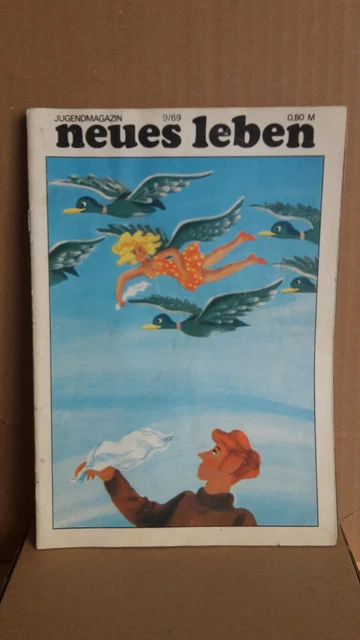 JUGENDMAGAZIN 9/69 0,80 M
neues leben